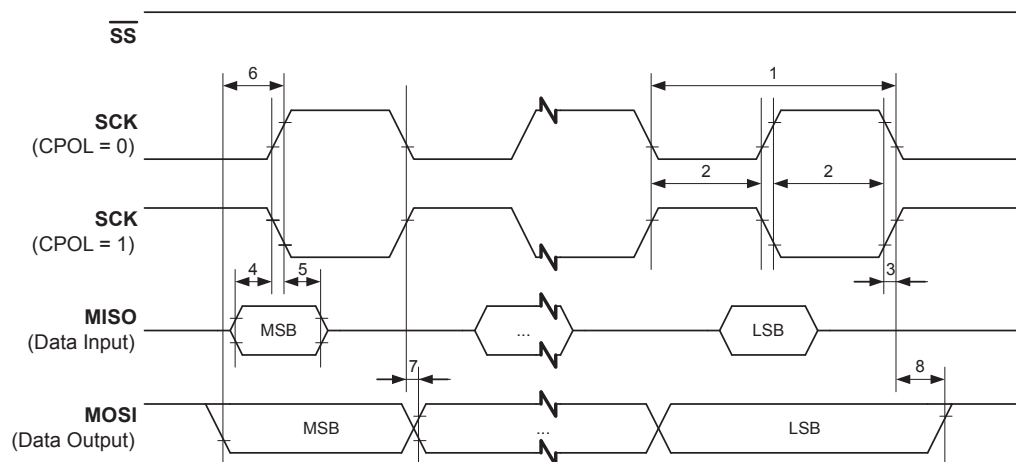 SS
6
1
SCK
(CPOL = 0)
2
2
SCK
(CPOL = 1)
4
5
3
MISO
(Data Input)
MSB
...
LSB
7
8
MOSI
(Data Output)
MSB
...
LSB